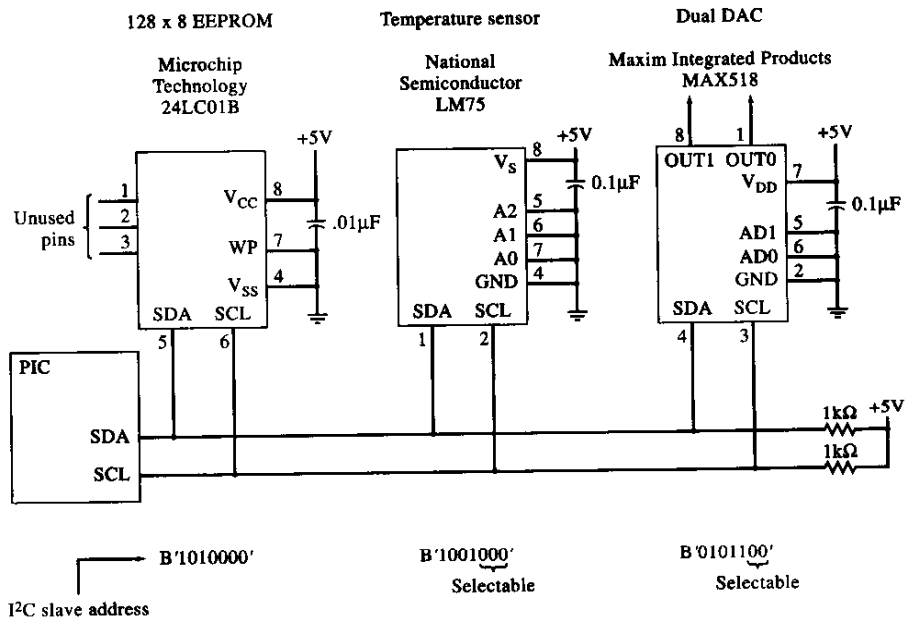 128 x 8 EEPROM
Microchip
Technology
24LC01B
Temperature sensor
National
Semiconductor
LM75
Dual DAC
Maxim Integrated Products
MAX518
Unused
pins
1
2
3
VCC
8
WP
7
VSS
4
SDA
SCL
5
6
+5V
.01µF
VS
8
A2
5
A1
6
A0
7
GND
4
SDA
SCL
1
2
+5V
0.1µF
8
1
OUT1
OUT0
VDD
7
AD1
5
AD0
6
GND
2
SDA
SCL
4
3
+5V
0.1µF
PIC
SDA
SCL
1kΩ
+5V
1kΩ
B'1010000'
I²C slave address
B'1001000'
Selectable
B'0101100'
Selectable